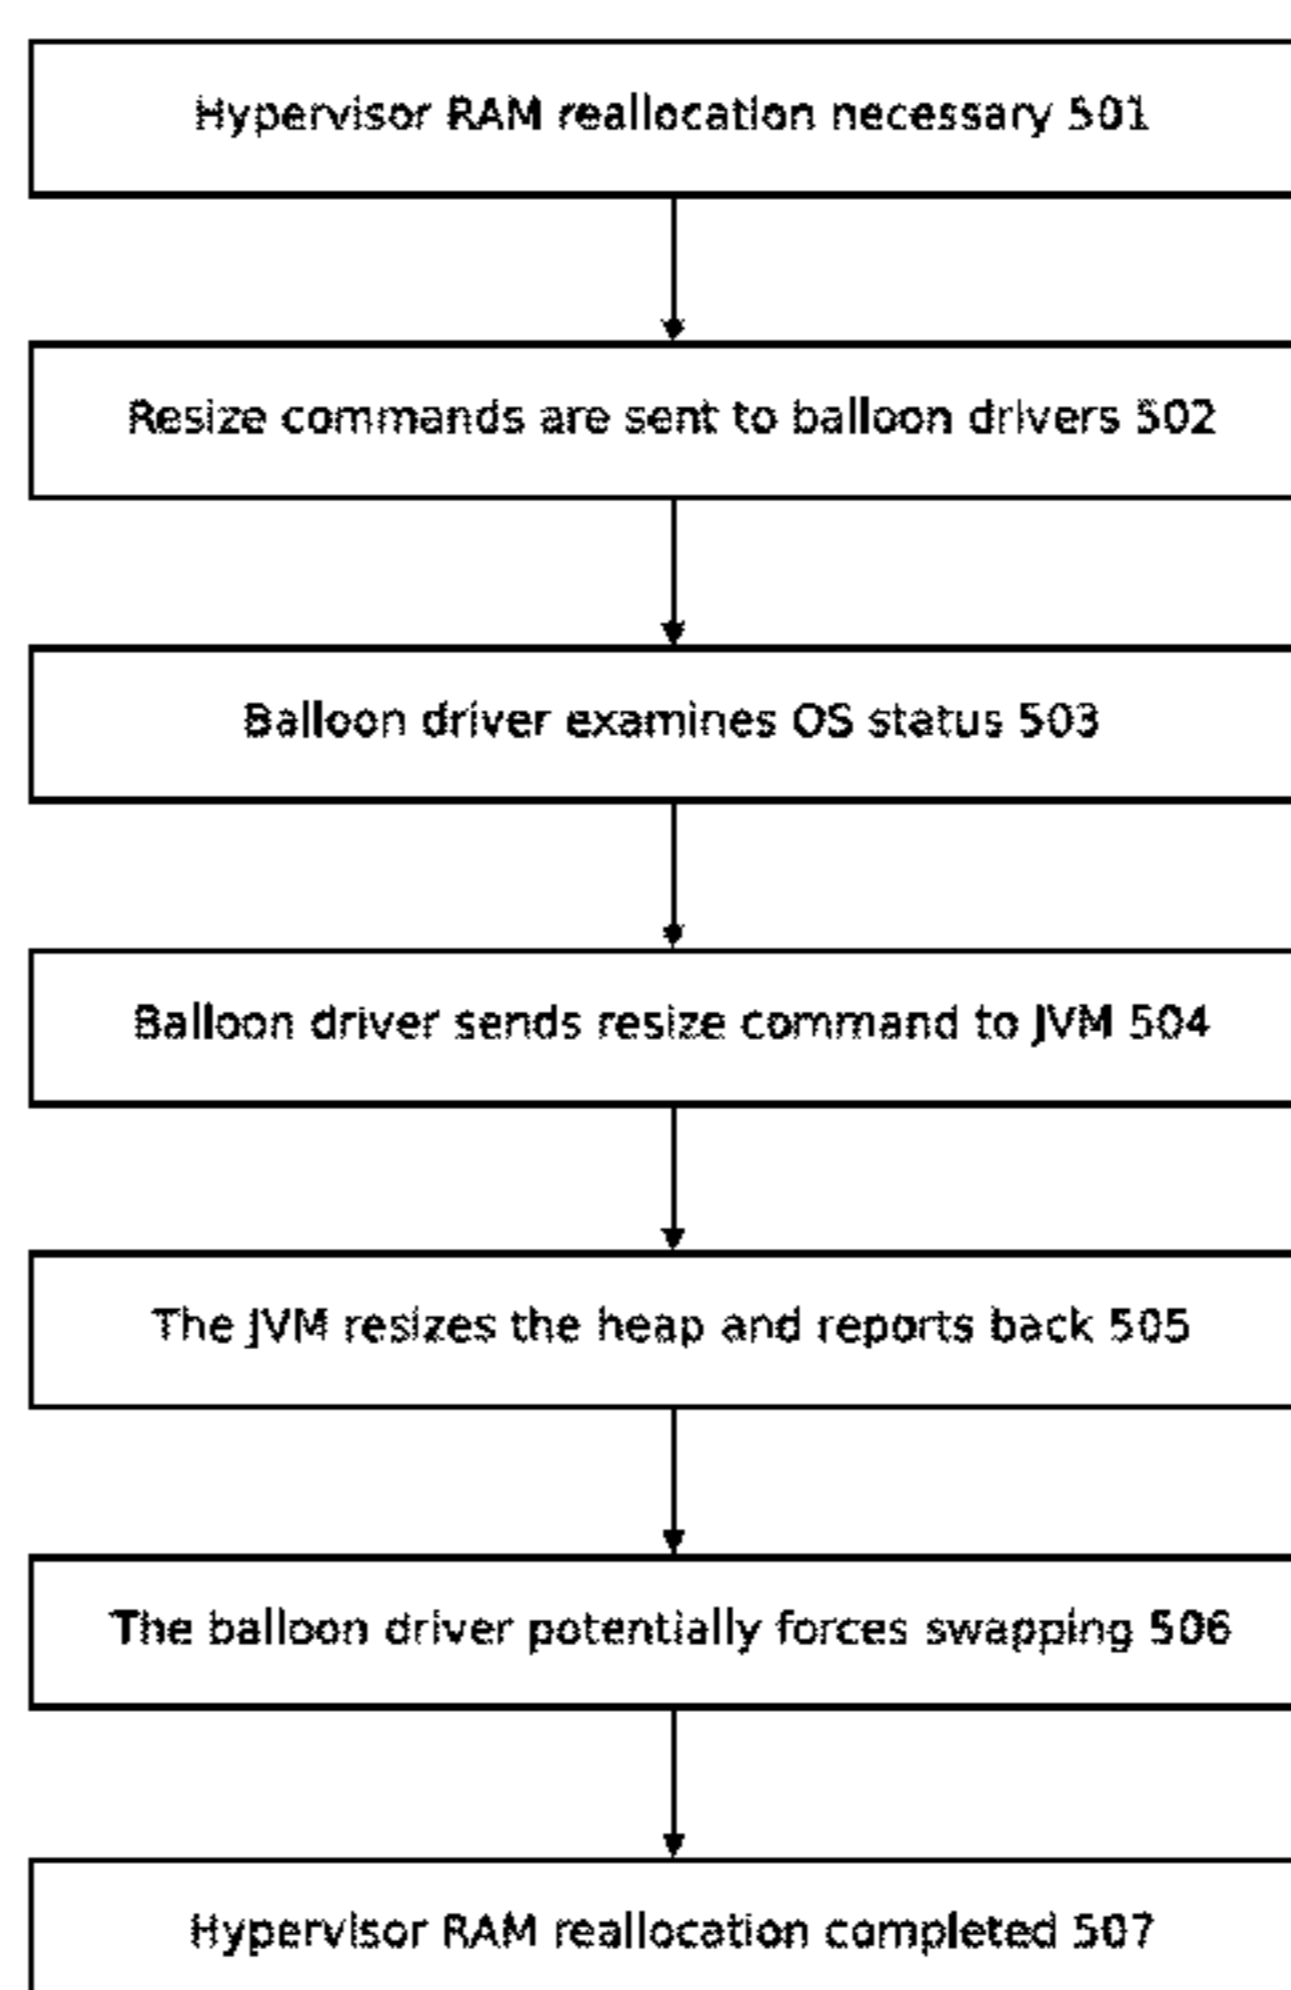 Hypervisor RAM reallocation necessary 501
Resize commands are sent to balloon drivers 502
Balloon driver examines OS status 503
Balloon driver sends resize command to JVM 504
The JVM resizes the heap and reports back 505
The balloon driver potentially forces swapping 506
Hypervisor RAM reallocation completed 507